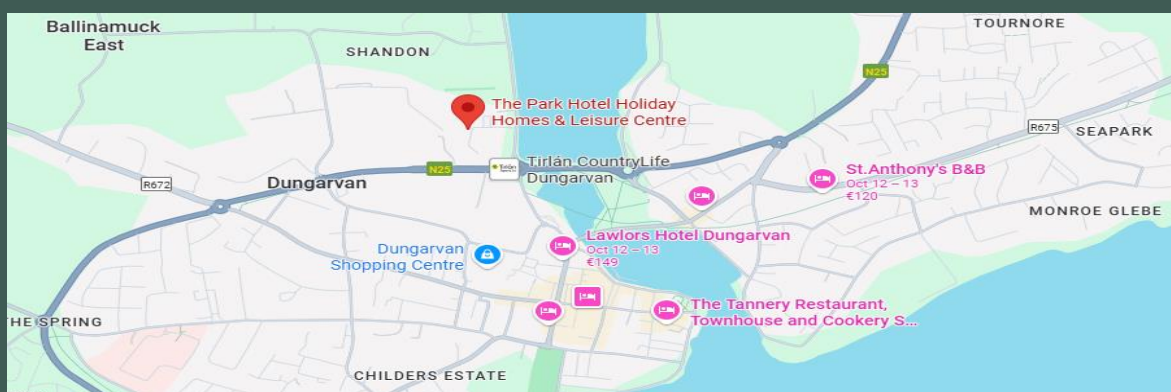 Ballinamuck
East
SHANDON
TOURNORE
N25
The Park Hotel Holiday
Homes & Leisure Centre
R675
SEAPARK
N25
Tirlán CountryLife
Dungarvan
St.Anthony's B&B
Oct 12 – 13
€120
R672
Dungarvan
MONROE GLEBE
Lawlors Hotel Dungarvan
Oct 12 – 13
€149
Dungarvan
Shopping Centre
The Tannery Restaurant,
Townhouse and Cookery S...
THE SPRING
CHILDERS ESTATE